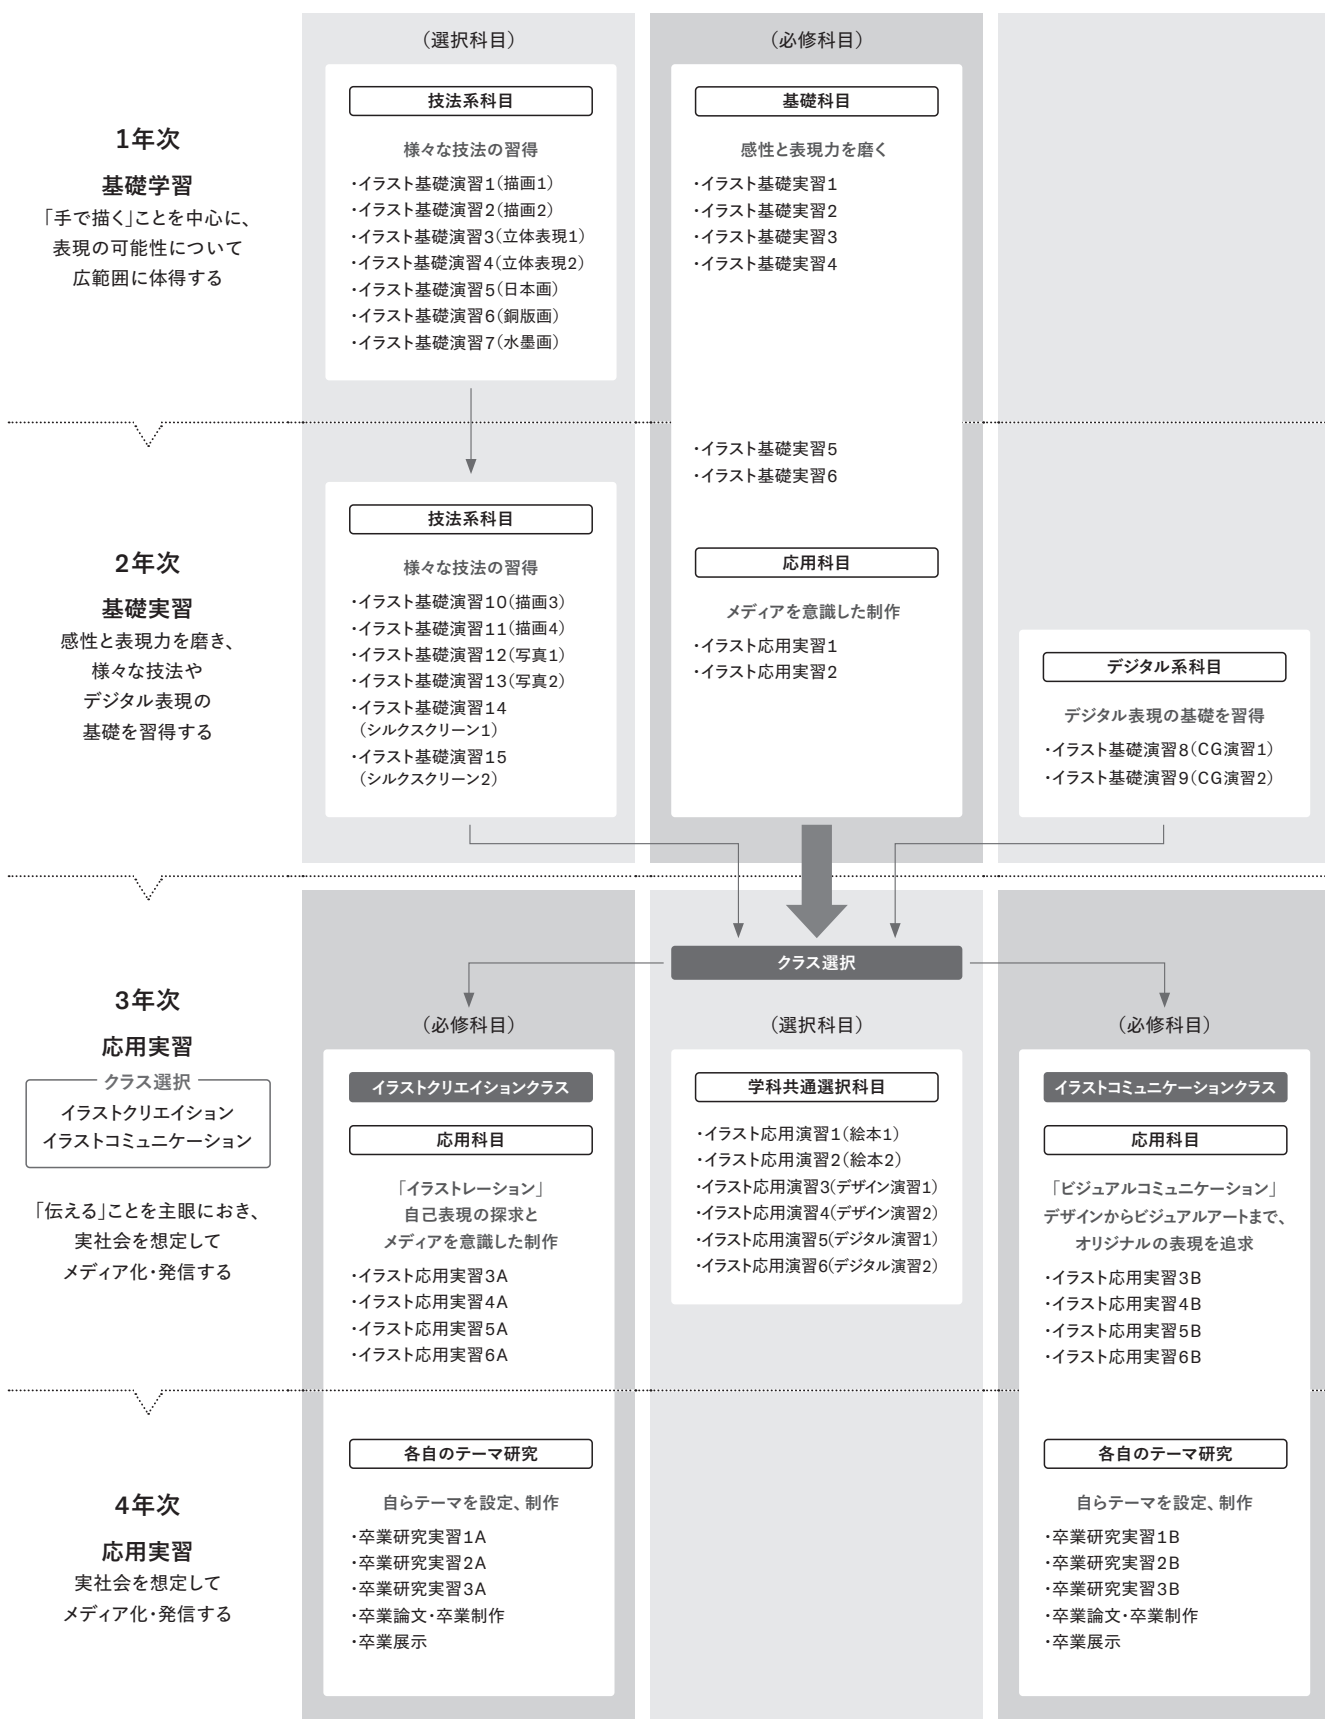 (選択科目)
(必修科目)
1年次
基礎学習
「手で描く」ことを中心に、
表現の可能性について
広範囲に体得する
技法系科目
様々な技法の習得
・イラスト基礎演習1(描画1)
・イラスト基礎演習2(描画2)
・イラスト基礎演習3(立体表現1)
・イラスト基礎演習4(立体表現2)
・イラスト基礎演習5(日本画)
・イラスト基礎演習6(銅版画)
・イラスト基礎演習7(水墨画)
基礎科目
感性と表現力を磨く
・イラスト基礎実習1
・イラスト基礎実習2
・イラスト基礎実習3
・イラスト基礎実習4
・イラスト基礎実習5
・イラスト基礎実習6
2年次
基礎実習
感性と表現力を磨き、
様々な技法や
デジタル表現の
基礎を習得する
技法系科目
様々な技法の習得
・イラスト基礎演習10(描画3)
・イラスト基礎演習11(描画4)
・イラスト基礎演習12(写真1)
・イラスト基礎演習13(写真2)
・イラスト基礎演習14
(シルクスクリーン1)
・イラスト基礎演習15
(シルクスクリーン2)
応用科目
メディアを意識した制作
・イラスト応用実習1
・イラスト応用実習2
デジタル系科目
デジタル表現の基礎を習得
・イラスト基礎演習8(CG演習1)
・イラスト基礎演習9(CG演習2)
クラス選択
3年次
応用実習
クラス選択
イラストクリエイション
イラストコミュニケーション
「伝える」ことを主眼におき、
実社会を想定して
メディア化・発信する
(必修科目)
イラストクリエイションクラス
応用科目
「イラストレーション」
自己表現の探求と
メディアを意識した制作
・イラスト応用実習3A
・イラスト応用実習4A
・イラスト応用実習5A
・イラスト応用実習6A
(選択科目)
学科共通選択科目
・イラスト応用演習1(絵本1)
・イラスト応用演習2(絵本2)
・イラスト応用演習3(デザイン演習1)
・イラスト応用演習4(デザイン演習2)
・イラスト応用演習5(デジタル演習1)
・イラスト応用演習6(デジタル演習2)
(必修科目)
イラストコミュニケーションクラス
応用科目
「ビジュアルコミュニケーション」
デザインからビジュアルアートまで、
オリジナルの表現を追求
・イラスト応用実習3B
・イラスト応用実習4B
・イラスト応用実習5B
・イラスト応用実習6B
4年次
応用実習
実社会を想定して
メディア化・発信する
各自のテーマ研究
自らテーマを設定、制作
・卒業研究実習1A
・卒業研究実習2A
・卒業研究実習3A
・卒業論文・卒業制作
・卒業展示
各自のテーマ研究
自らテーマを設定、制作
・卒業研究実習1B
・卒業研究実習2B
・卒業研究実習3B
・卒業論文・卒業制作
・卒業展示